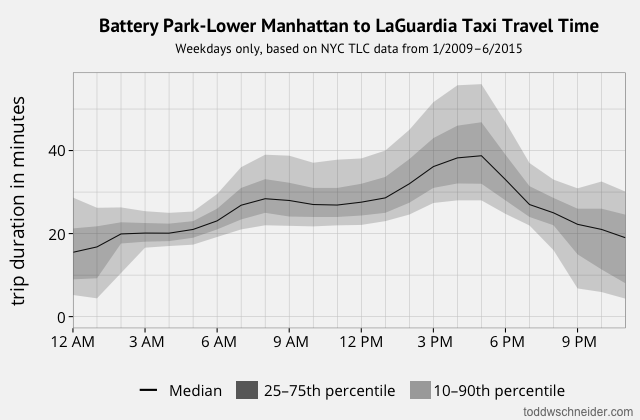 Battery Park-Lower Manhattan to LaGuardia Taxi Travel Time
Weekdays only, based on NYC TLC data from 1/2009–6/2015
trip duration in minutes
40
20
0
12 AM 3 AM 6 AM 9 AM 12 PM 3 PM 6 PM 9 PM
Median 25–75th percentile 10–90th percentile
toddwschneider.com